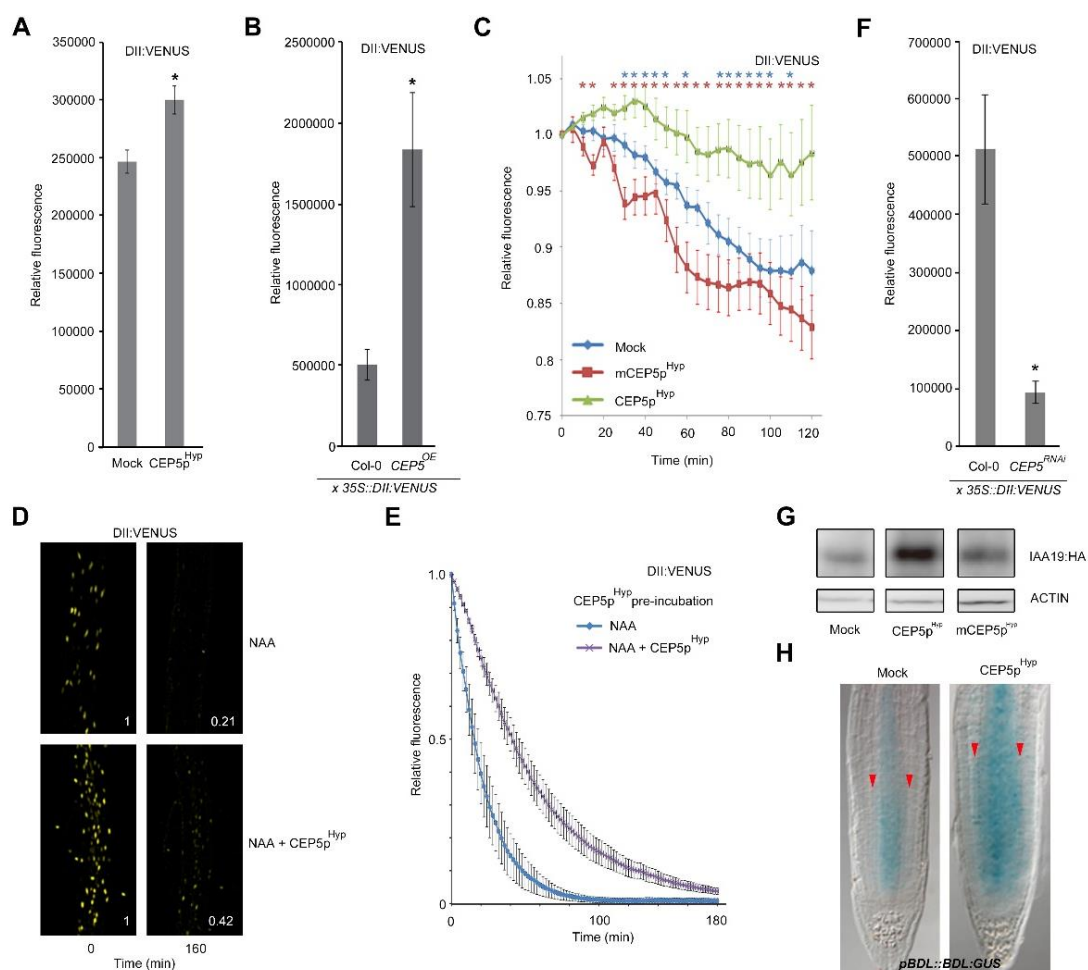 A
DII:VENUS
350000
300000
250000
200000
150000
100000
50000
0
Relative fluorescence
*
Mock CEP5p^Hyp
B
DII:VENUS
2500000
2000000
1500000
1000000
500000
0
Relative fluorescence
*
Col-0 CEP5^OE
x 35S::DII:VENUS
C
DII:VENUS
1.05
1.0
0.95
0.9
0.85
0.8
0.75
Relative fluorescence
Mock
mCEP5p^Hyp
CEP5p^Hyp
0 20 40 60 80 100 120
Time (min)
F
700000
DII:VENUS
600000
500000
400000
300000
200000
100000
0
Relative fluorescence
*
Col-0 CEP5^RNAi
x 35S::DII:VENUS
D
DII:VENUS
1
0.21
NAA
1
0.42
NAA + CEP5p^Hyp
0 160
Time (min)
E
DII:VENUS
CEP5p^Hyp pre-incubation
NAA
NAA + CEP5p^Hyp
1.0
0.5
0
Relative fluorescence
0 100 180
Time (min)
G
IAA19:HA
ACTIN
Mock CEP5p^Hyp mCEP5p^Hyp
H
Mock CEP5p^Hyp
pBDL::BDL:GUS